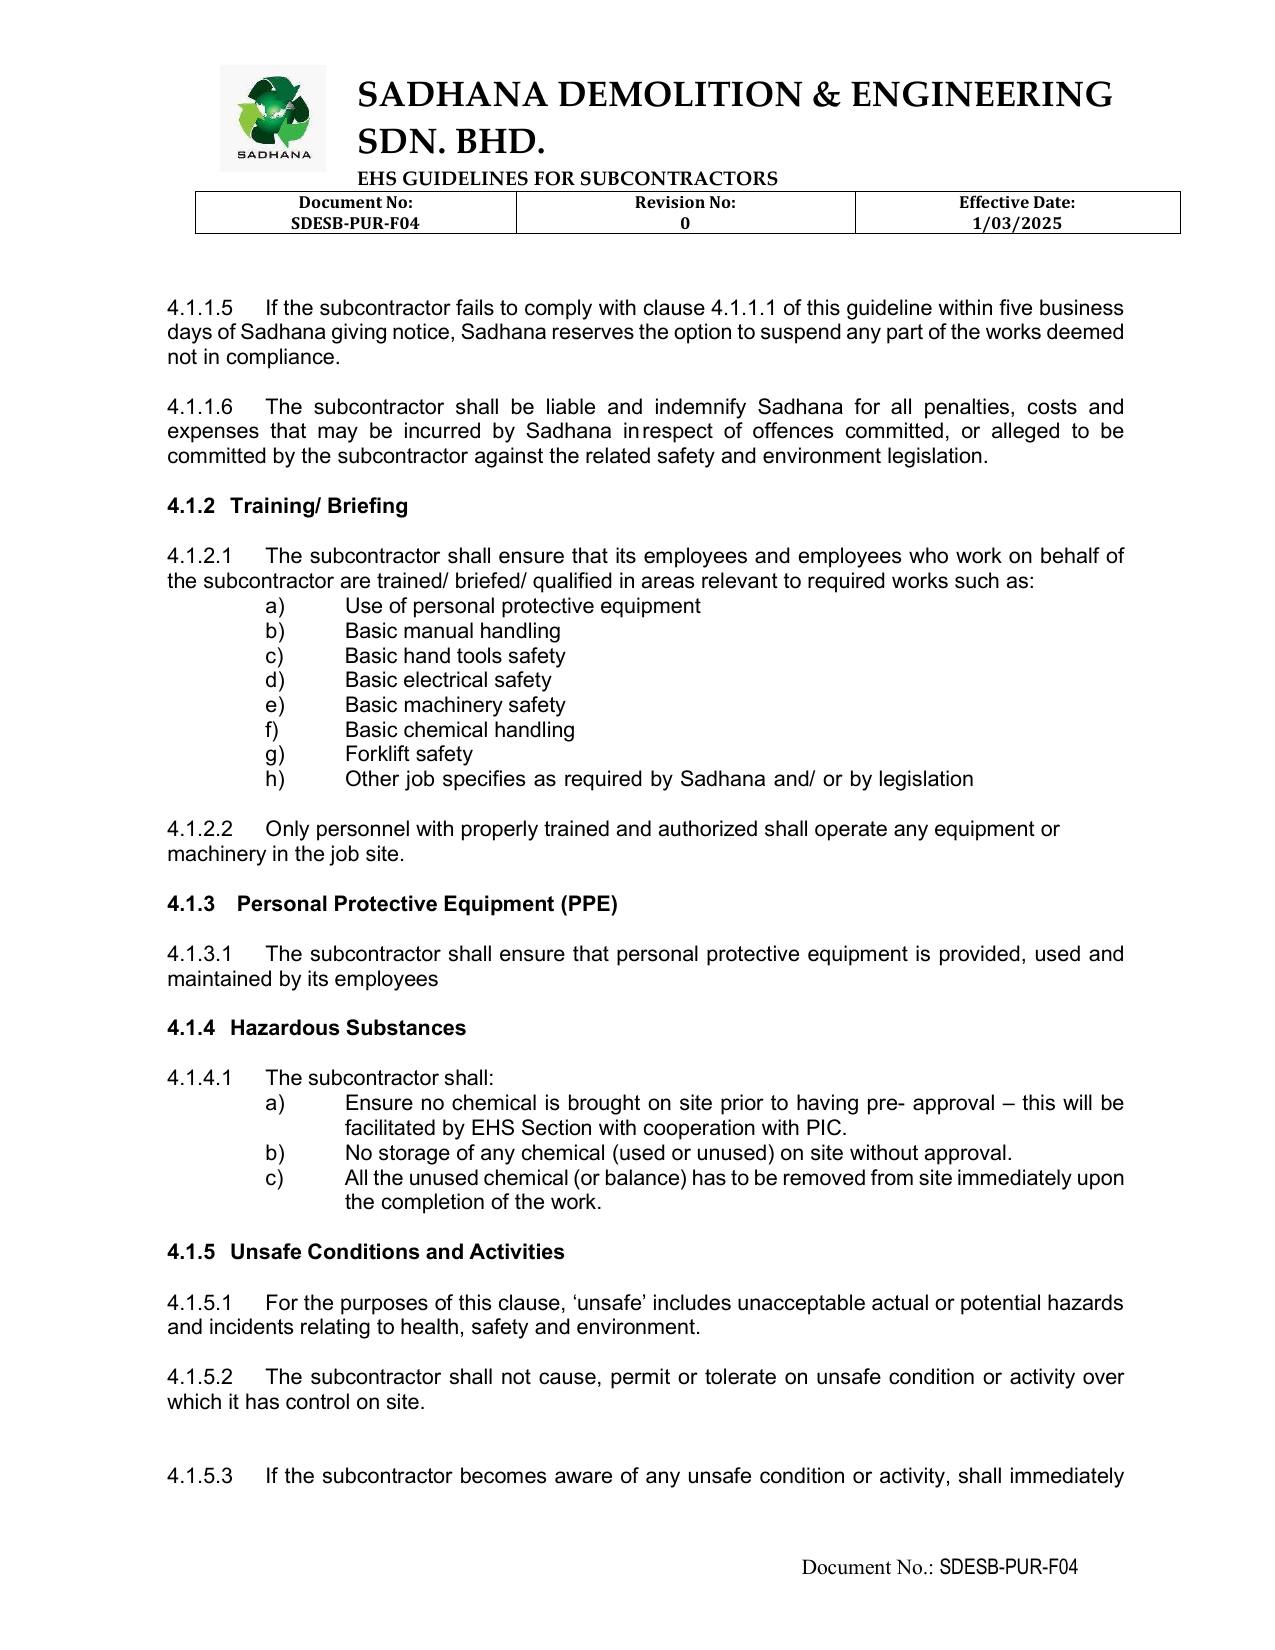 SADHANA
SADHANA DEMOLITION & ENGINEERING
SDN. BHD.
EHS GUIDELINES FOR SUBCONTRACTORS
Document No: Revision No: Effective Date:
SDESB-PUR-F04 0 1/03/2025
4.1.1.5 If the subcontractor fails to comply with clause 4.1.1.1 of this guideline within five business
days of Sadhana giving notice, Sadhana reserves the option to suspend any part of the works deemed
not in compliance.
4.1.1.6 The subcontractor shall be liable and indemnify Sadhana for all penalties, costs and
expenses that may be incurred by Sadhana in respect of offences committed, or alleged to be
committed by the subcontractor against the related safety and environment legislation.
4.1.2 Training/ Briefing
4.1.2.1 The subcontractor shall ensure that its employees and employees who work on behalf of
the subcontractor are trained/ briefed/ qualified in areas relevant to required works such as:
a) Use of personal protective equipment
b) Basic manual handling
c) Basic hand tools safety
d) Basic electrical safety
e) Basic machinery safety
f) Basic chemical handling
g) Forklift safety
h) Other job specifies as required by Sadhana and/ or by legislation
4.1.2.2 Only personnel with properly trained and authorized shall operate any equipment or
machinery in the job site.
4.1.3 Personal Protective Equipment (PPE)
4.1.3.1 The subcontractor shall ensure that personal protective equipment is provided, used and
maintained by its employees
4.1.4 Hazardous Substances
4.1.4.1 The subcontractor shall:
a) Ensure no chemical is brought on site prior to having pre- approval – this will be
facilitated by EHS Section with cooperation with PIC.
b) No storage of any chemical (used or unused) on site without approval.
c) All the unused chemical (or balance) has to be removed from site immediately upon
the completion of the work.
4.1.5 Unsafe Conditions and Activities
4.1.5.1 For the purposes of this clause, ‘unsafe’ includes unacceptable actual or potential hazards
and incidents relating to health, safety and environment.
4.1.5.2 The subcontractor shall not cause, permit or tolerate on unsafe condition or activity over
which it has control on site.
4.1.5.3 If the subcontractor becomes aware of any unsafe condition or activity, shall immediately
Document No.: SDESB-PUR-F04